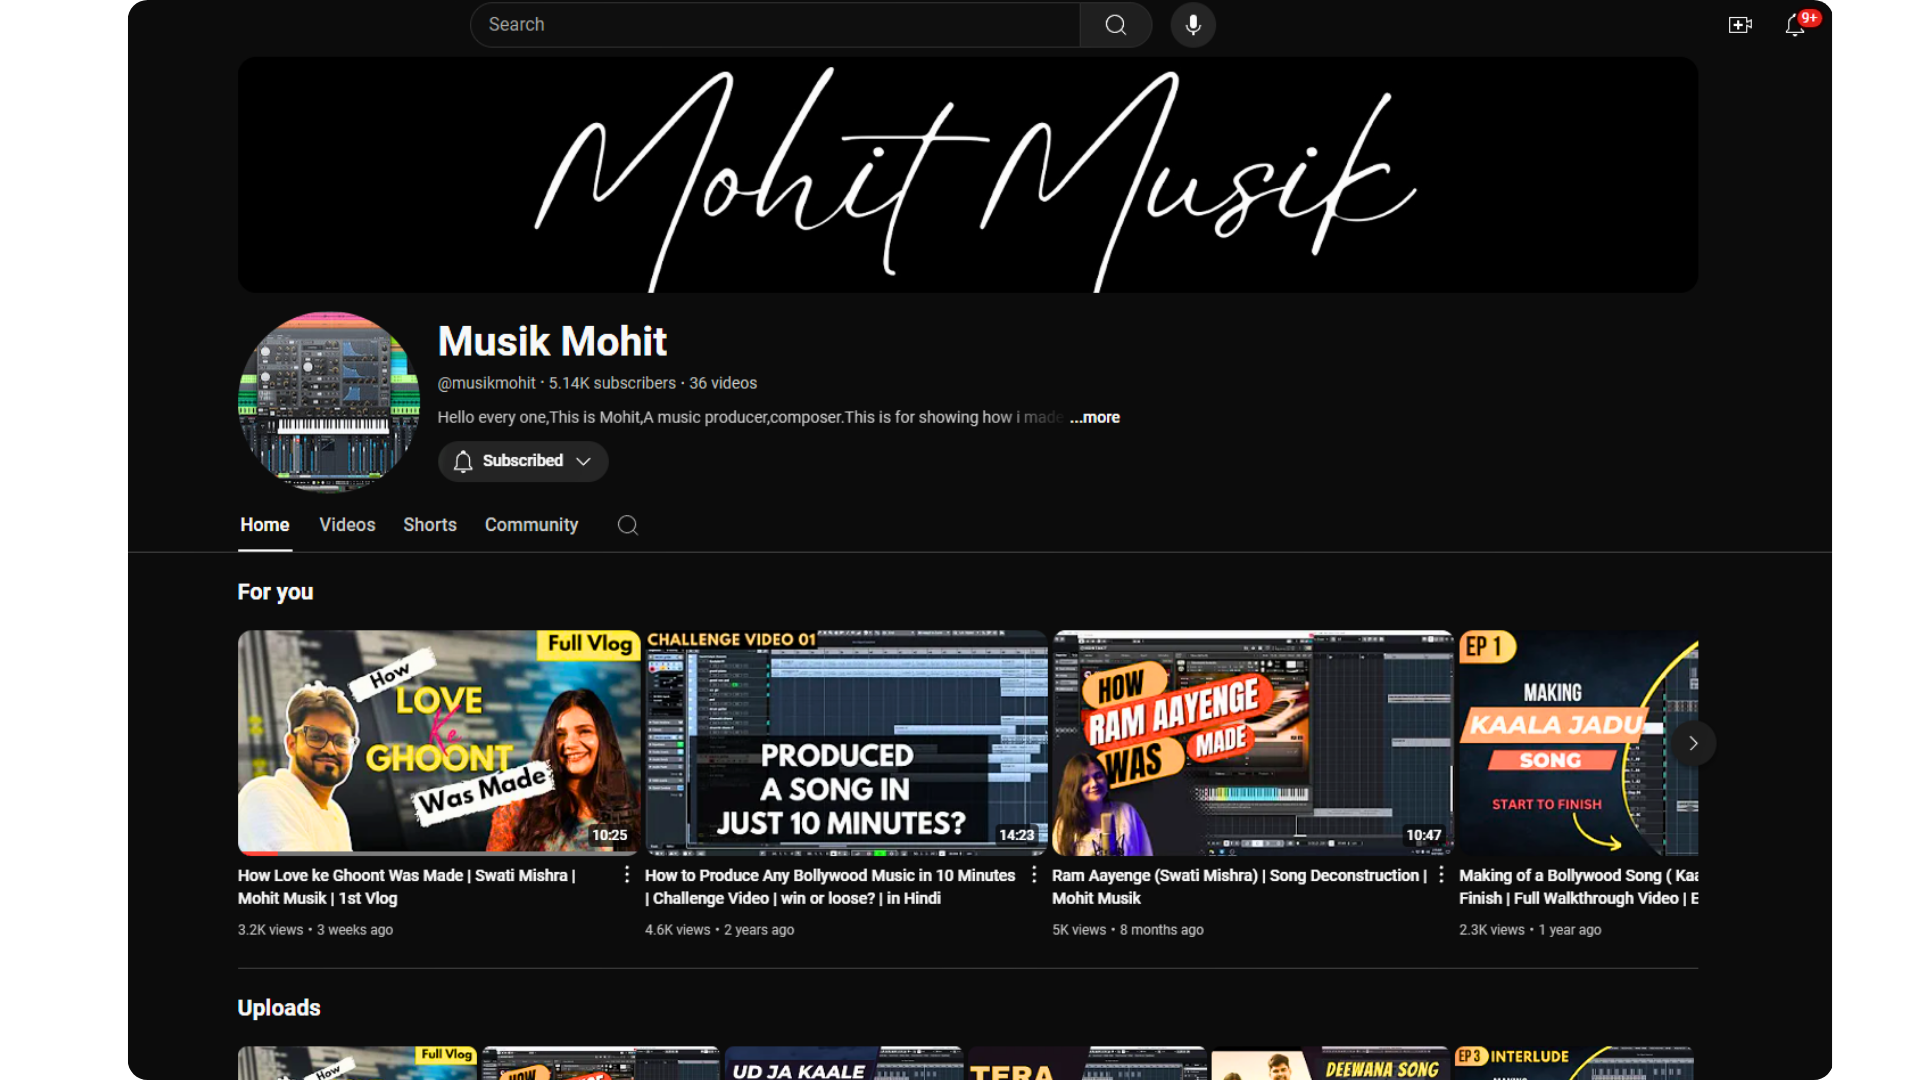 Search
9+
Mohit Musik
Musik Mohit
@musikmohit • 5.14K subscribers • 36 videos
Hello every one,This is Mohit,A music producer,composer.This is for showing how i made ...more
Subscribed
Home Videos Shorts Community
For you
Full Vlog
How
LOVE
Ke
GHOONT
Was Made
10:25
CHALLENGE VIDEO 01
PRODUCED
A SONG IN
JUST 10 MINUTES?
14:23
HOW
RAM AAYENGE
WAS MADE
10:47
EP 1
MAKING
KAALA JADU
SONG
START TO FINISH
How Love ke Ghoont Was Made | Swati Mishra |
Mohit Musik | 1st Vlog
3.2K views • 3 weeks ago
How to Produce Any Bollywood Music in 10 Minutes
| Challenge Video | win or loose? | in Hindi
4.6K views • 2 years ago
Ram Aayenge (Swati Mishra) | Song Deconstruction |
Mohit Musik
5K views • 8 months ago
Making of a Bollywood Song ( Kaa
Finish | Full Walkthrough Video | E
2.3K views • 1 year ago
Uploads
Full Vlog
How
HOW
UD JA KAALE
TERA
DEEWANA SONG
EP 3 INTERLUDE